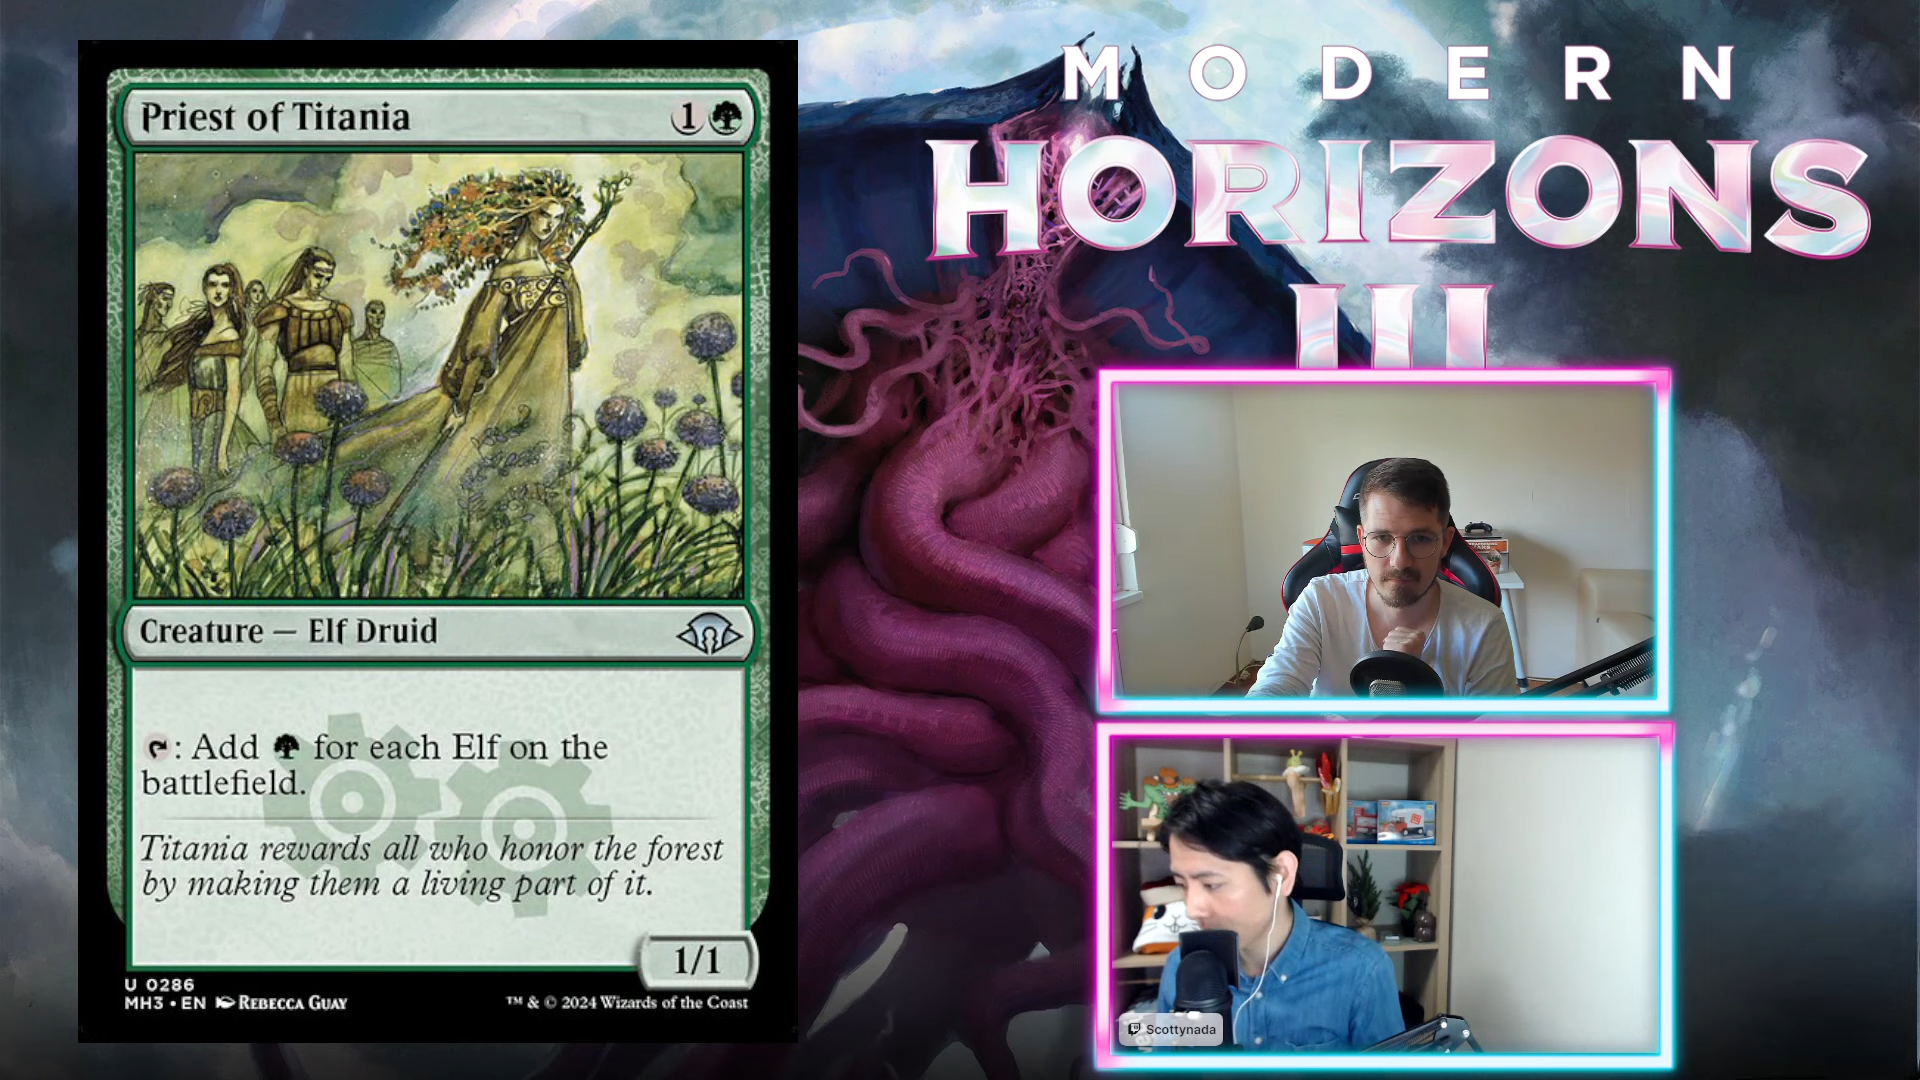 Priest of Titania
1
Creature — Elf Druid
: Add for each Elf on the
battlefield.
Titania rewards all who honor the forest
by making them a living part of it.
1/1
U 0286
MH3 • EN REBECCA GUAY
™ & © 2024 Wizards of the Coast
MODERN
HORIZONS
III
Scottynada